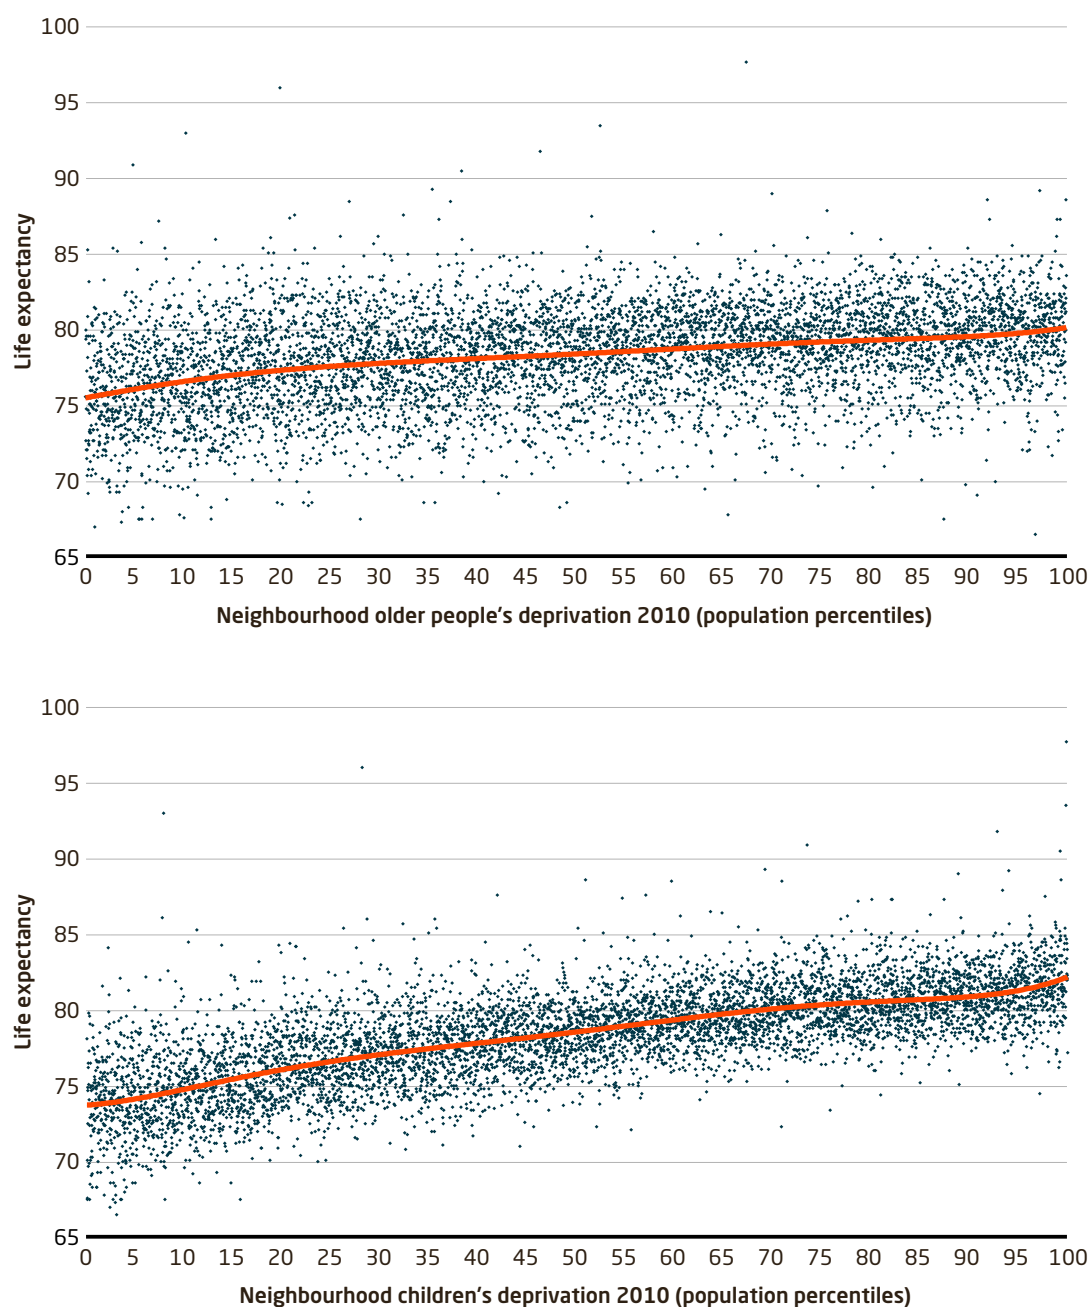 100
95
90
85
80
75
70
65
Life expectancy
0 5 10 15 20 25 30 35 40 45 50 55 60 65 70 75 80 85 90 95 100
Neighbourhood older people's deprivation 2010 (population percentiles)
100
95
90
85
80
75
70
65
Life expectancy
0 5 10 15 20 25 30 35 40 45 50 55 60 65 70 75 80 85 90 95 100
Neighbourhood children's deprivation 2010 (population percentiles)